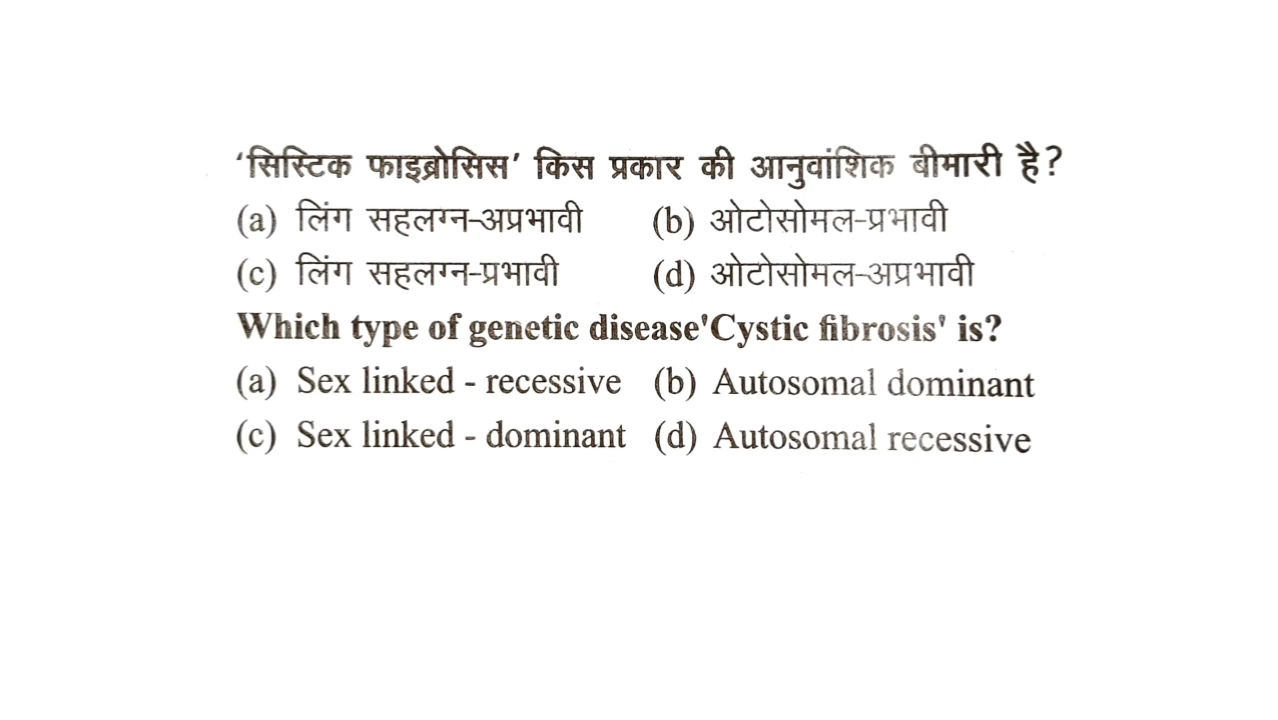 ‘सिस्टिक फाइब्रोसिस’ किस प्रकार की आनुवांशिक बीमारी है?
(a) लिंग सहलग्न-अप्रभावी (b) ओटोसोमल-प्रभावी
(c) लिंग सहलग्न-प्रभावी (d) ओटोसोमल-अप्रभावी
Which type of genetic disease'Cystic fibrosis' is?
(a) Sex linked - recessive (b) Autosomal dominant
(c) Sex linked - dominant (d) Autosomal recessive